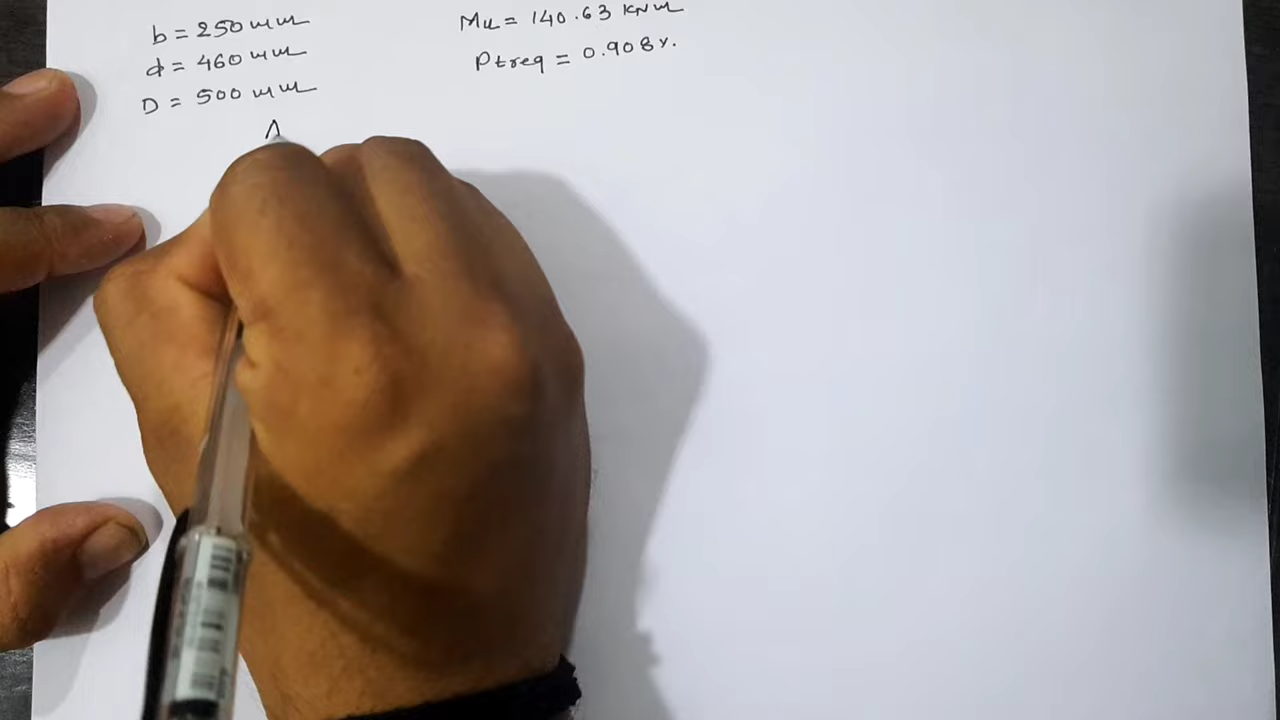 b = 250 mm
d = 460 mm
D = 500 mm
A
Mu = 140.63 KNm
Ptreq = 0.908%.